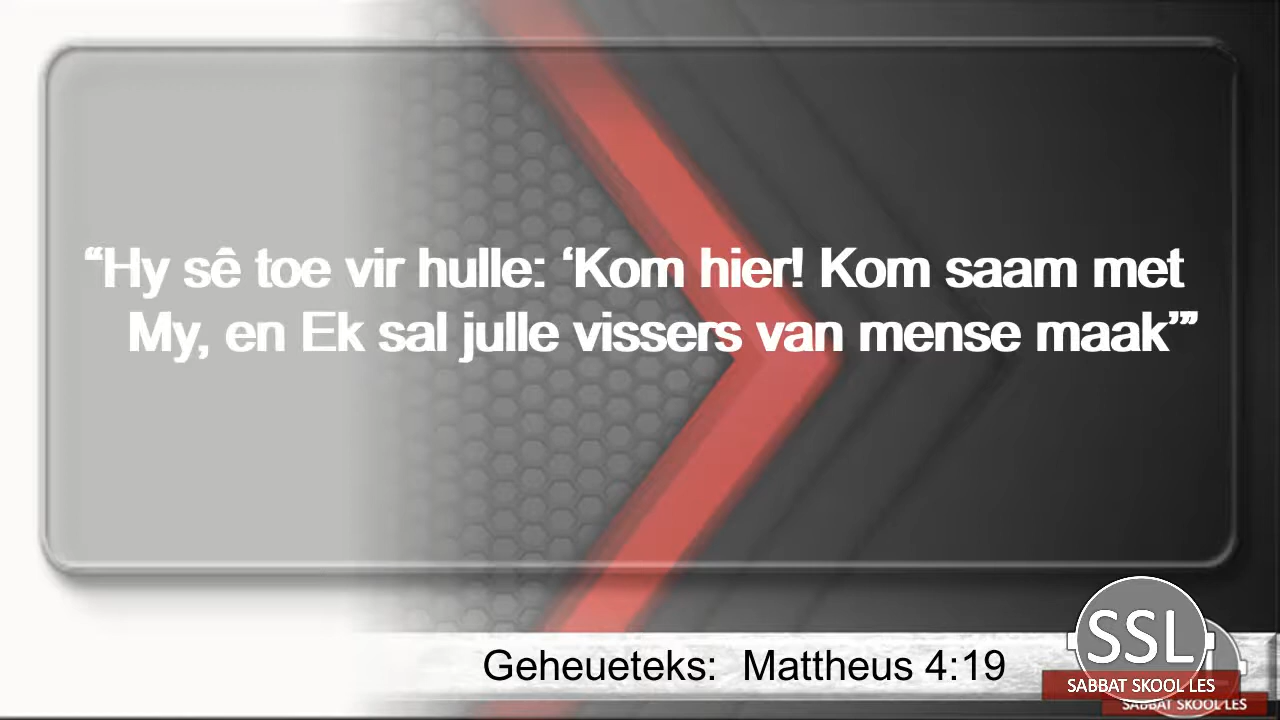 “Hy sê toe vir hulle: ‘Kom hier! Kom saam met
My, en Ek sal julle vissers van mense maak’”
Geheueteks: Mattheus 4:19
SSL
SABBAT SKOOL LES
L
SABBAT SKOOL LES